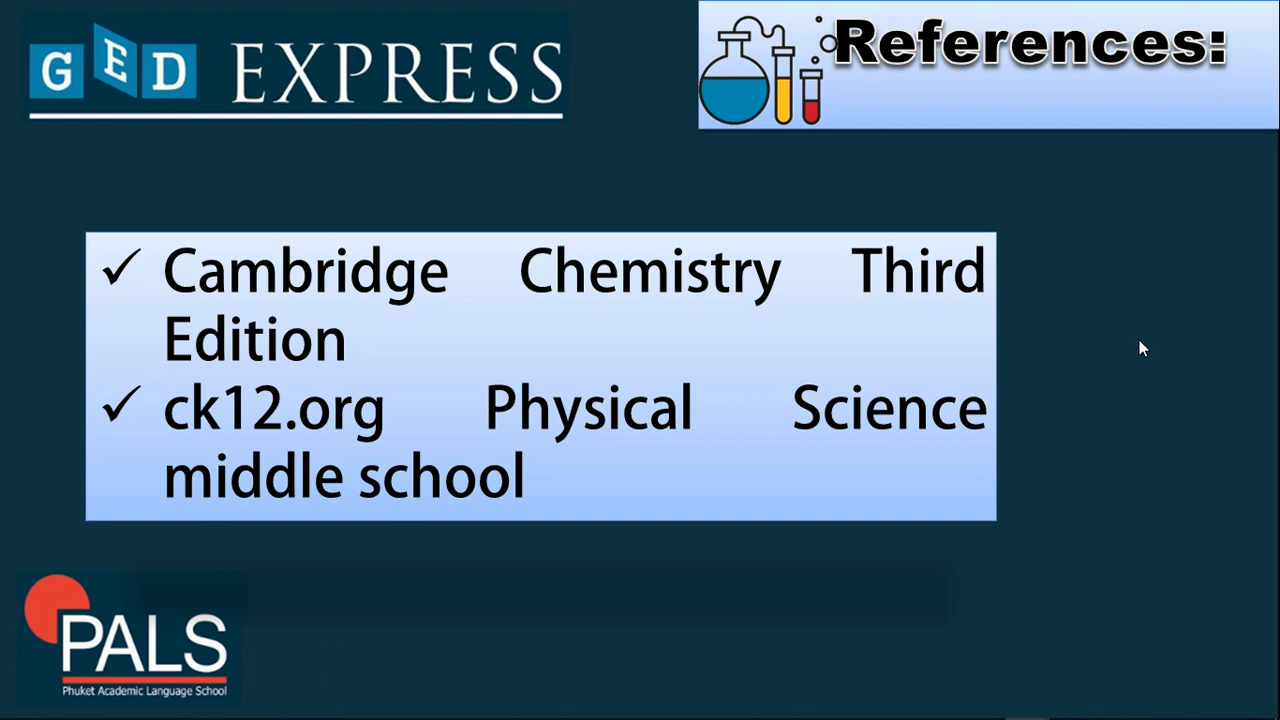 GED EXPRESS
References:
✓ Cambridge Chemistry Third
Edition
✓ ck12.org Physical Science
middle school
PALS
Phuket Academic Language School